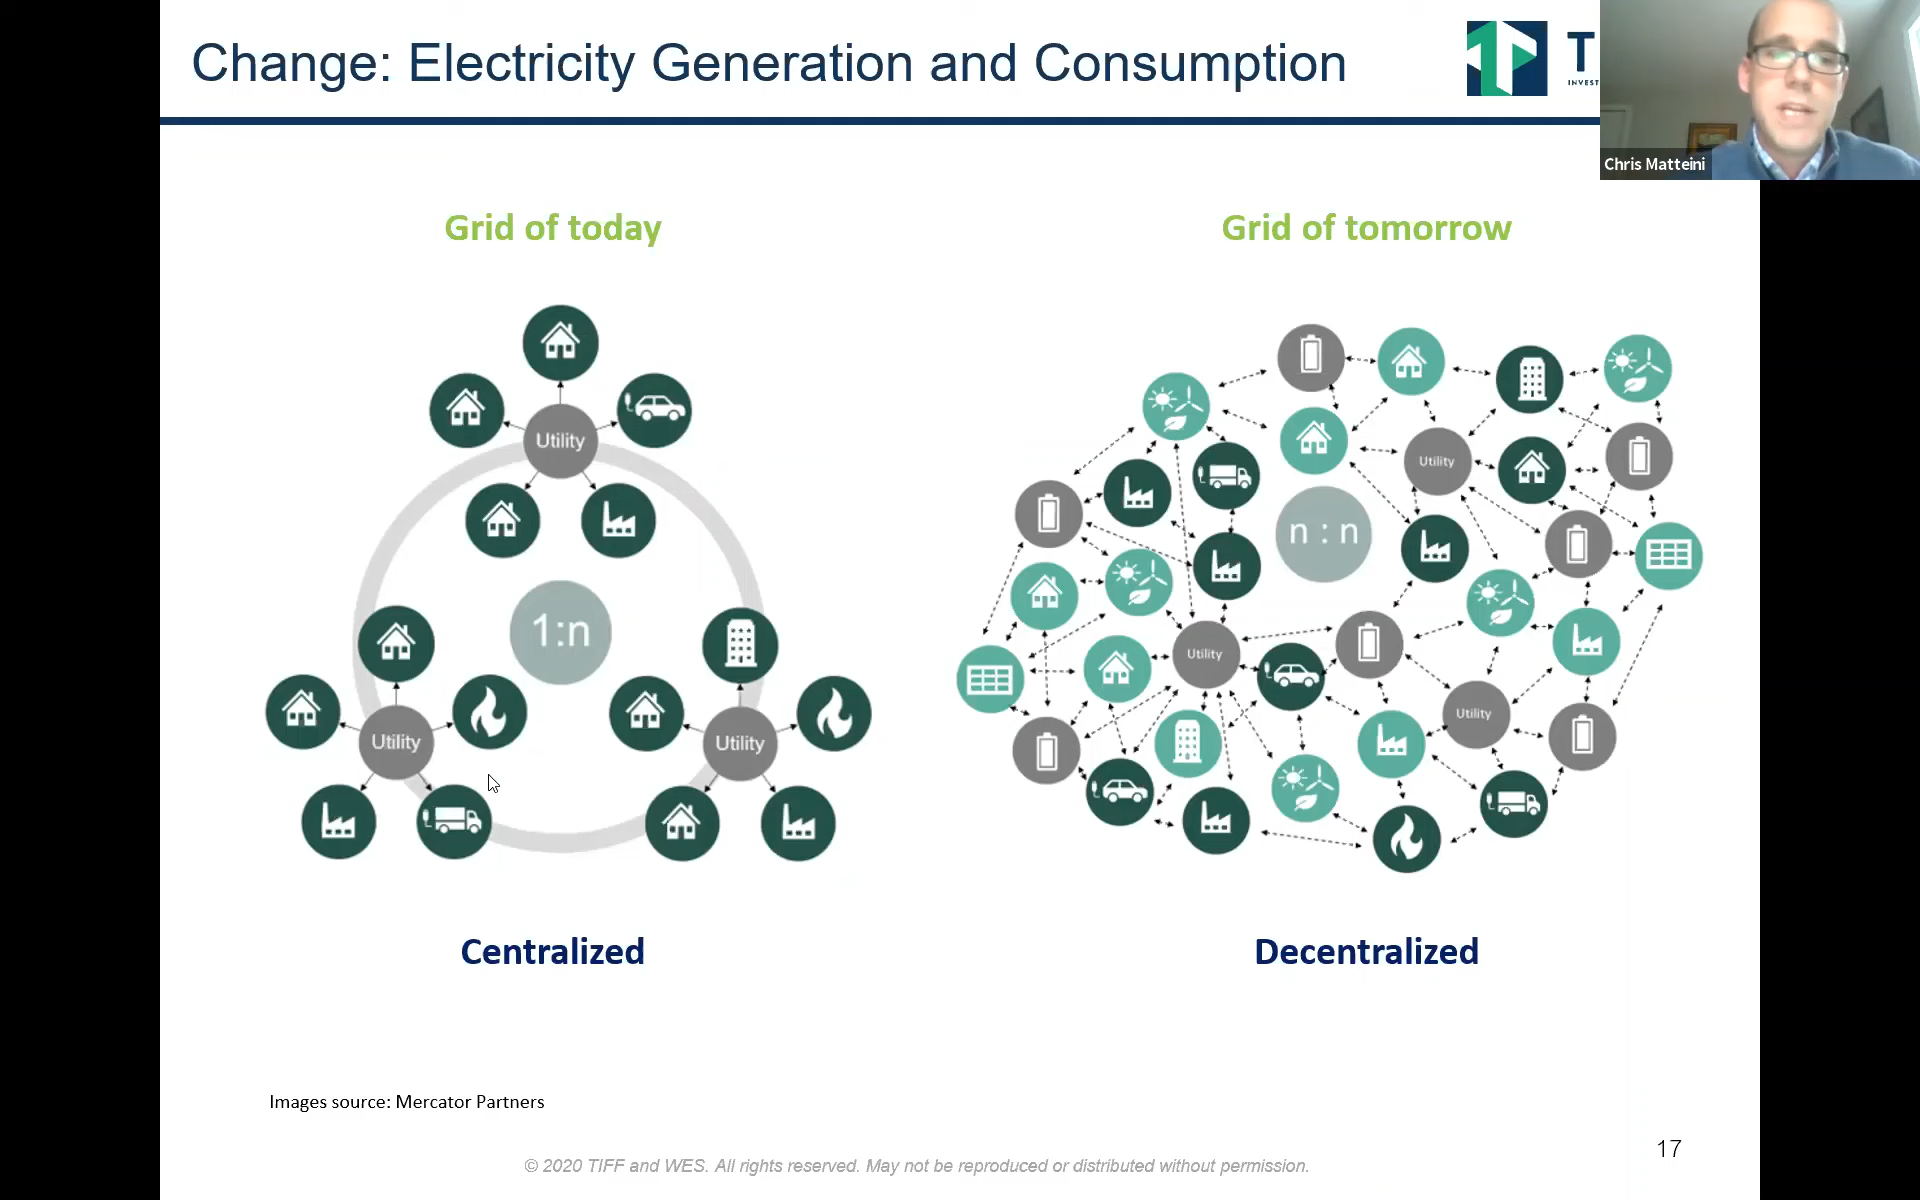 Change: Electricity Generation and Consumption
Chris Matteini
Grid of today
Grid of tomorrow
Utility
1:n
Utility
Utility
Utility
n : n
Utility
Utility
Centralized
Decentralized
Images source: Mercator Partners
17
© 2020 TIFF and WES. All rights reserved. May not be reproduced or distributed without permission.